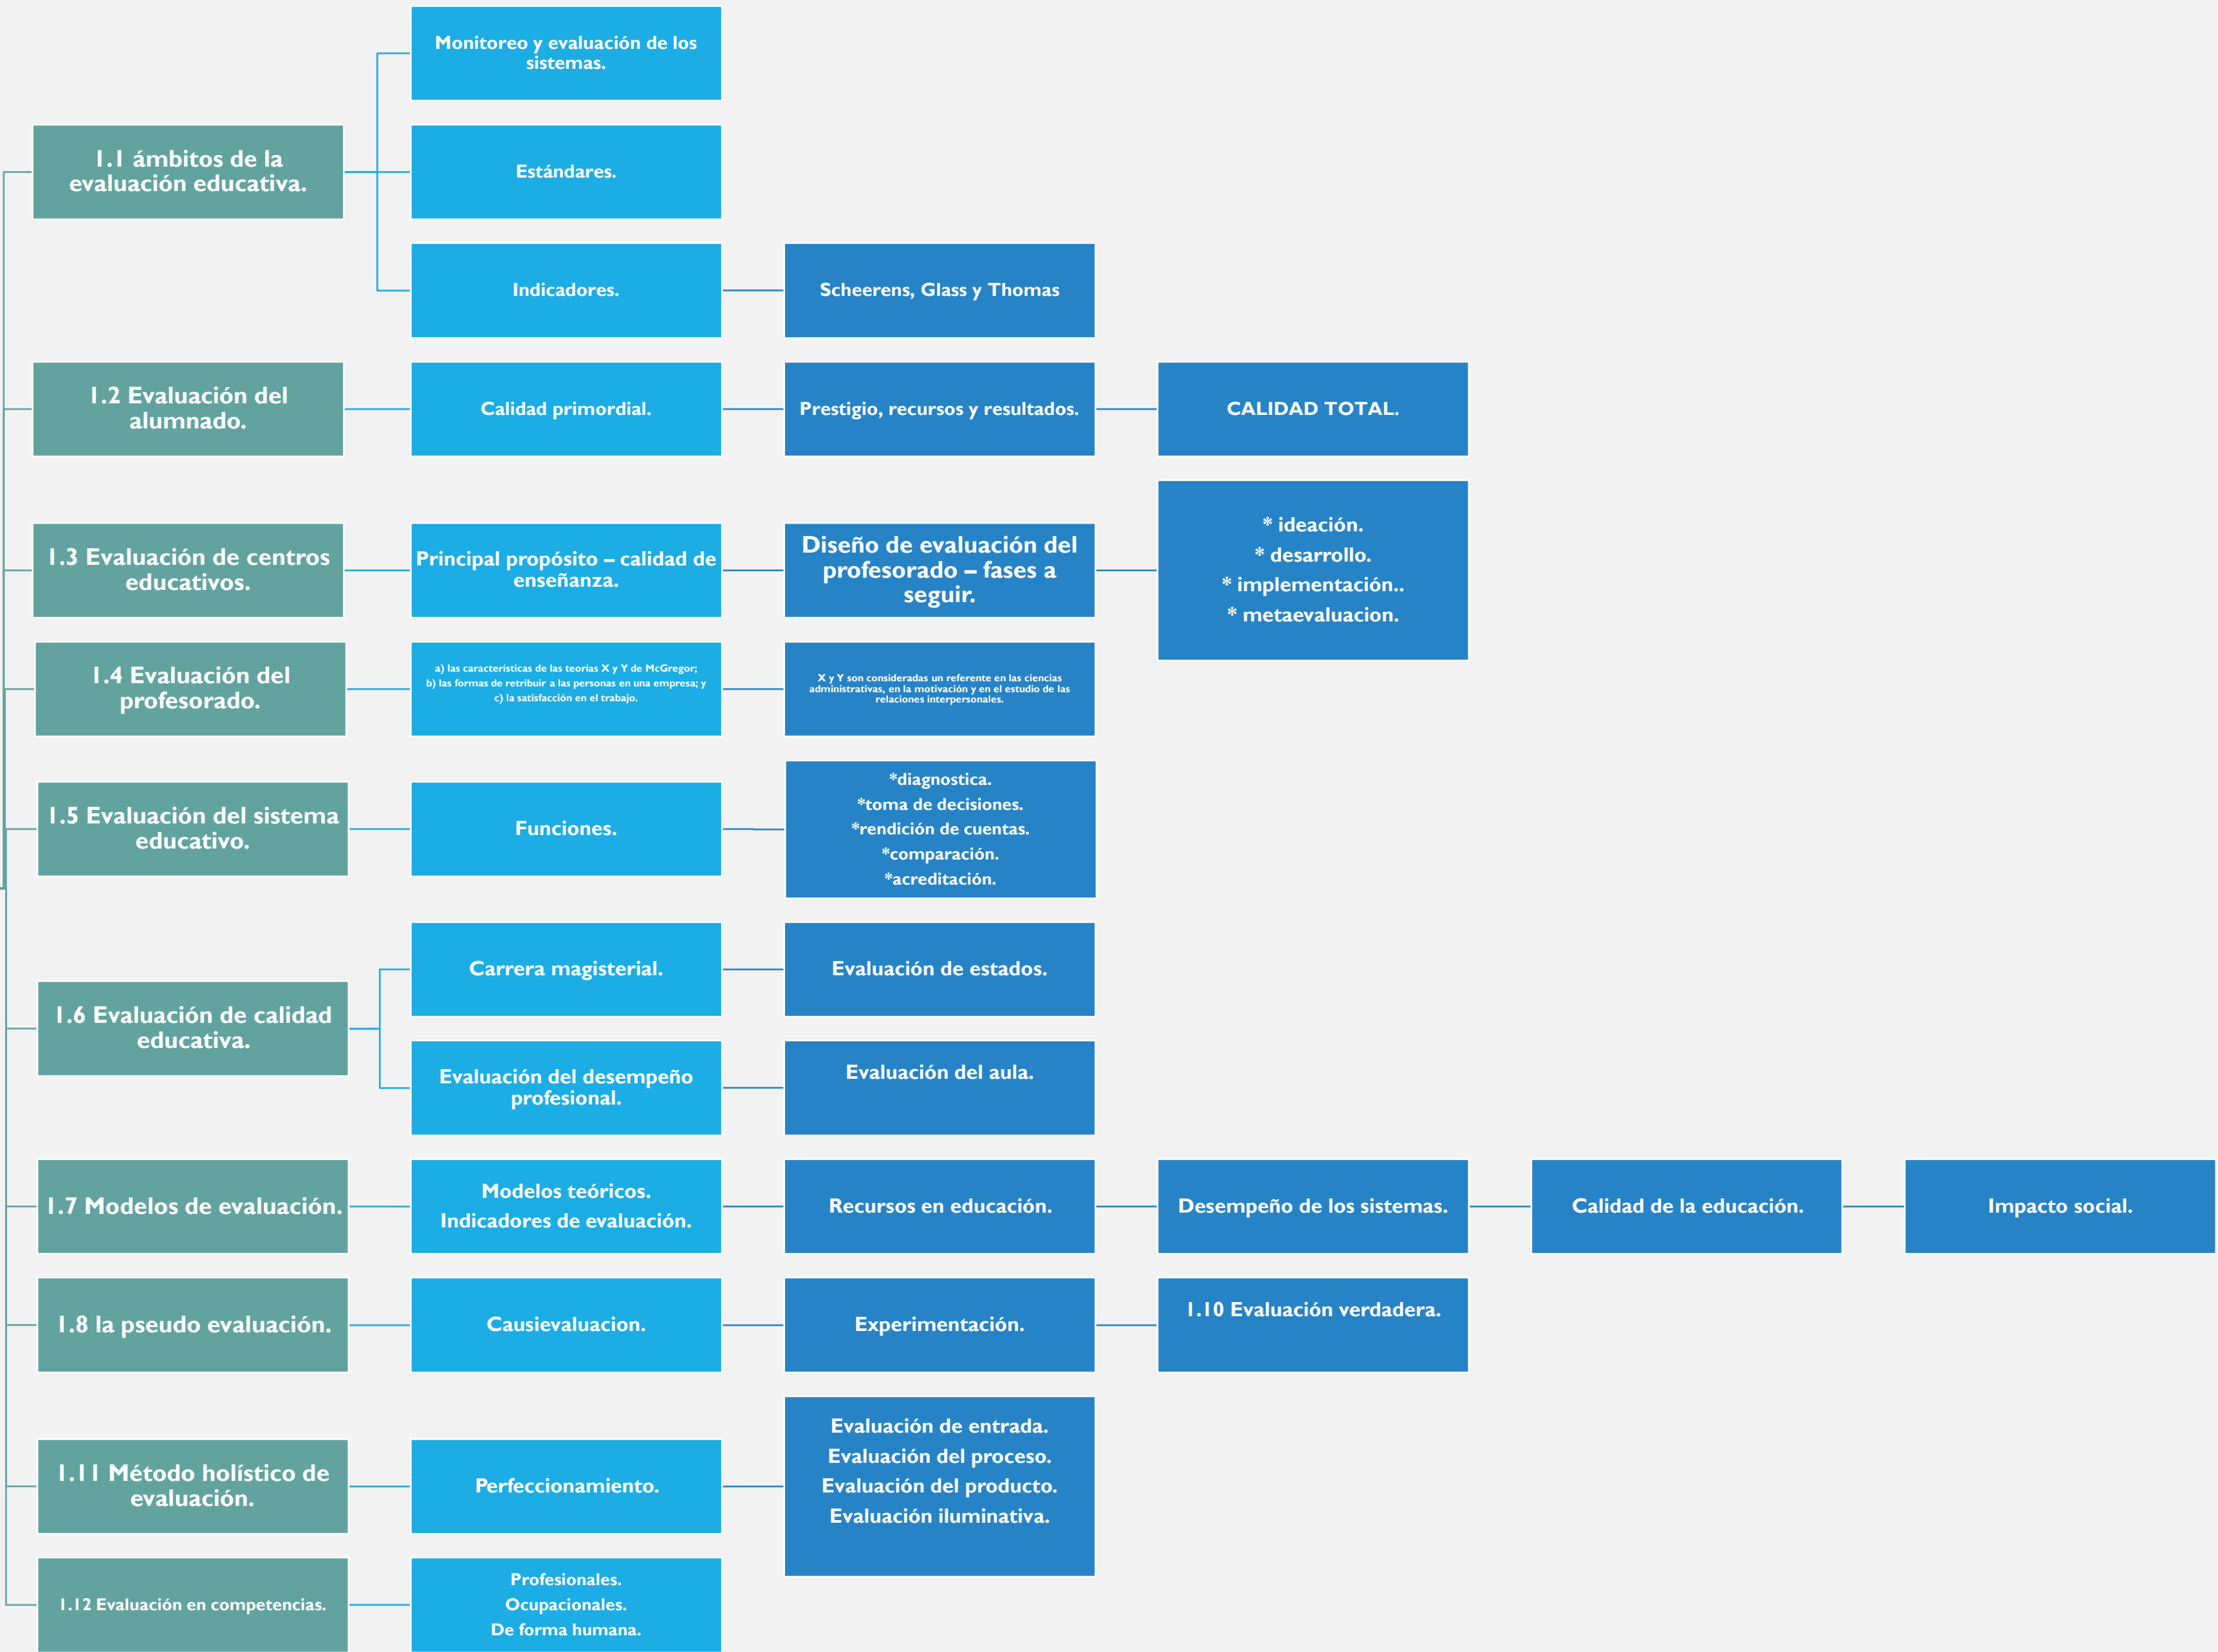 Monitoreo y evaluación de los
sistemas.
1.1 ámbitos de la
evaluación educativa.
Estándares.
Indicadores.
Scheerens, Glass y Thomas
1.2 Evaluación del
alumnado.
Calidad primordial.
Prestigio, recursos y resultados.
CALIDAD TOTAL.
1.3 Evaluación de centros
educativos.
Principal propósito – calidad de
enseñanza.
Diseño de evaluación del
profesorado – fases a
seguir.
* ideación.
* desarrollo.
* implementación..
* metaevaluacion.
1.4 Evaluación del
profesorado.
a) las características de las teorías X y Y de McGregor;
b) las formas de retribuir a las personas en una empresa; y
c) la satisfacción en el trabajo.
X y Y son consideradas un referente en las ciencias
administrativas, en la motivación y en el estudio de las
relaciones interpersonales.
1.5 Evaluación del sistema
educativo.
Funciones.
*diagnostica.
*toma de decisiones.
*rendición de cuentas.
*comparación.
*acreditación.
1.6 Evaluación de calidad
educativa.
Carrera magisterial.
Evaluación de estados.
Evaluación del desempeño
profesional.
Evaluación del aula.
1.7 Modelos de evaluación.
Modelos teóricos.
Indicadores de evaluación.
Recursos en educación.
Desempeño de los sistemas.
Calidad de la educación.
Impacto social.
1.8 la pseudo evaluación.
Causievaluacion.
Experimentación.
1.10 Evaluación verdadera.
1.11 Método holístico de
evaluación.
Perfeccionamiento.
Evaluación de entrada.
Evaluación del proceso.
Evaluación del producto.
Evaluación iluminativa.
1.12 Evaluación en competencias.
Profesionales.
Ocupacionales.
De forma humana.